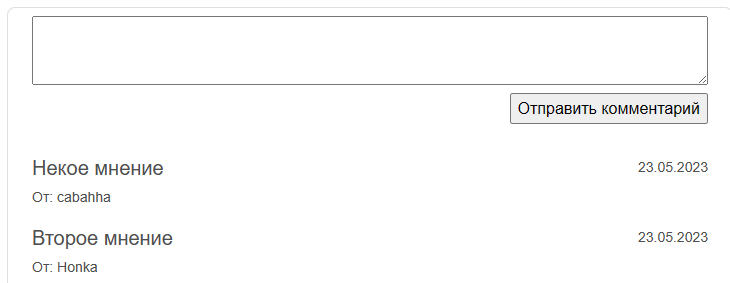 Отправить комментарий
Некое мнение 23.05.2023
От: cabahha
Второе мнение 23.05.2023
От: Honka